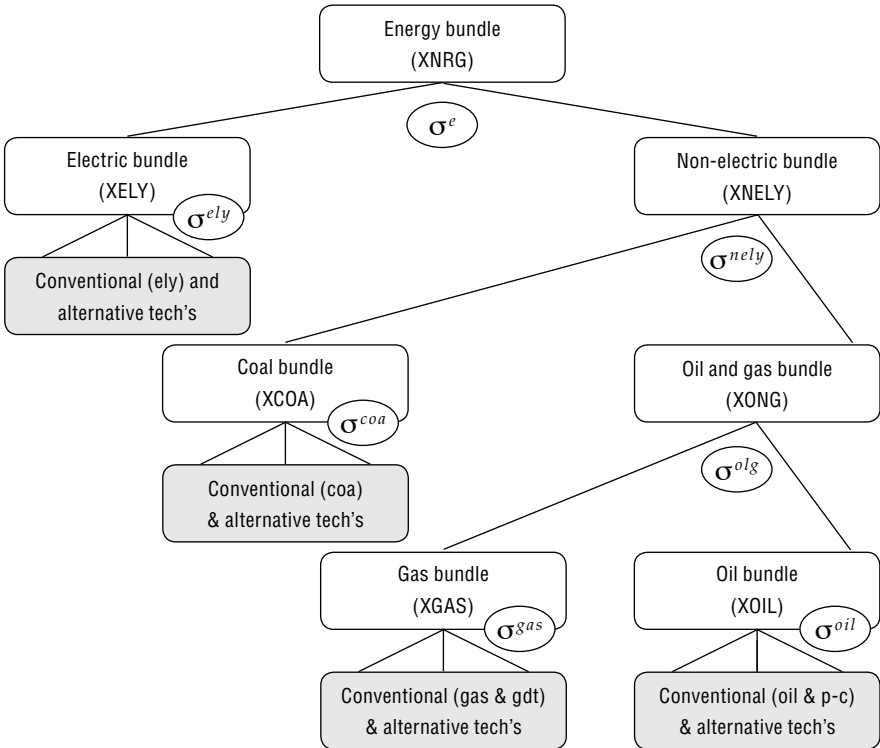 Energy bundle
(XNRG)
σ^e
Electric bundle
(XELY)
σ^ely
Non-electric bundle
(XNELY)
σ^nely
Conventional (ely) and
alternative tech's
Coal bundle
(XCOA)
σ^coa
Oil and gas bundle
(XONG)
σ^olg
Conventional (coa)
& alternative tech's
Gas bundle
(XGAS)
σ^gas
Oil bundle
(XOIL)
σ^oil
Conventional (gas & gdt)
& alternative tech's
Conventional (oil & p-c)
& alternative tech's